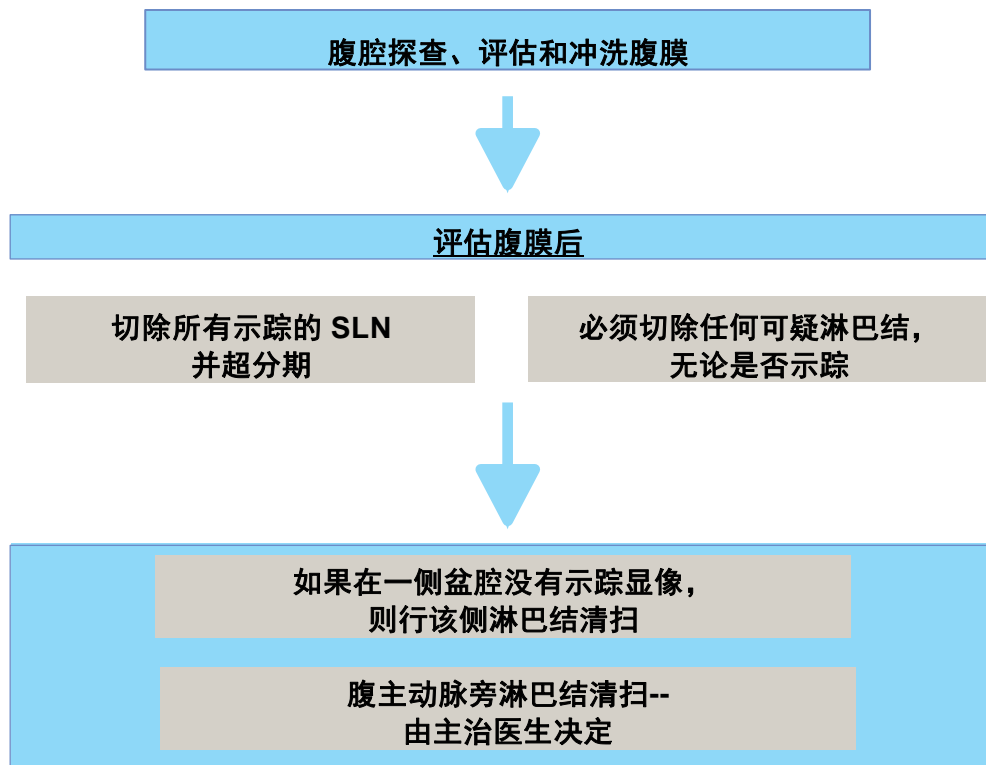 腹腔探查、评估和冲洗腹膜
评估腹膜后
切除所有示踪的 SLN
并超分期
必须切除任何可疑淋巴结，
无论是否示踪
如果在一侧盆腔没有示踪显像，
则行该侧淋巴结清扫
腹主动脉旁淋巴结清扫--
由主治医生决定